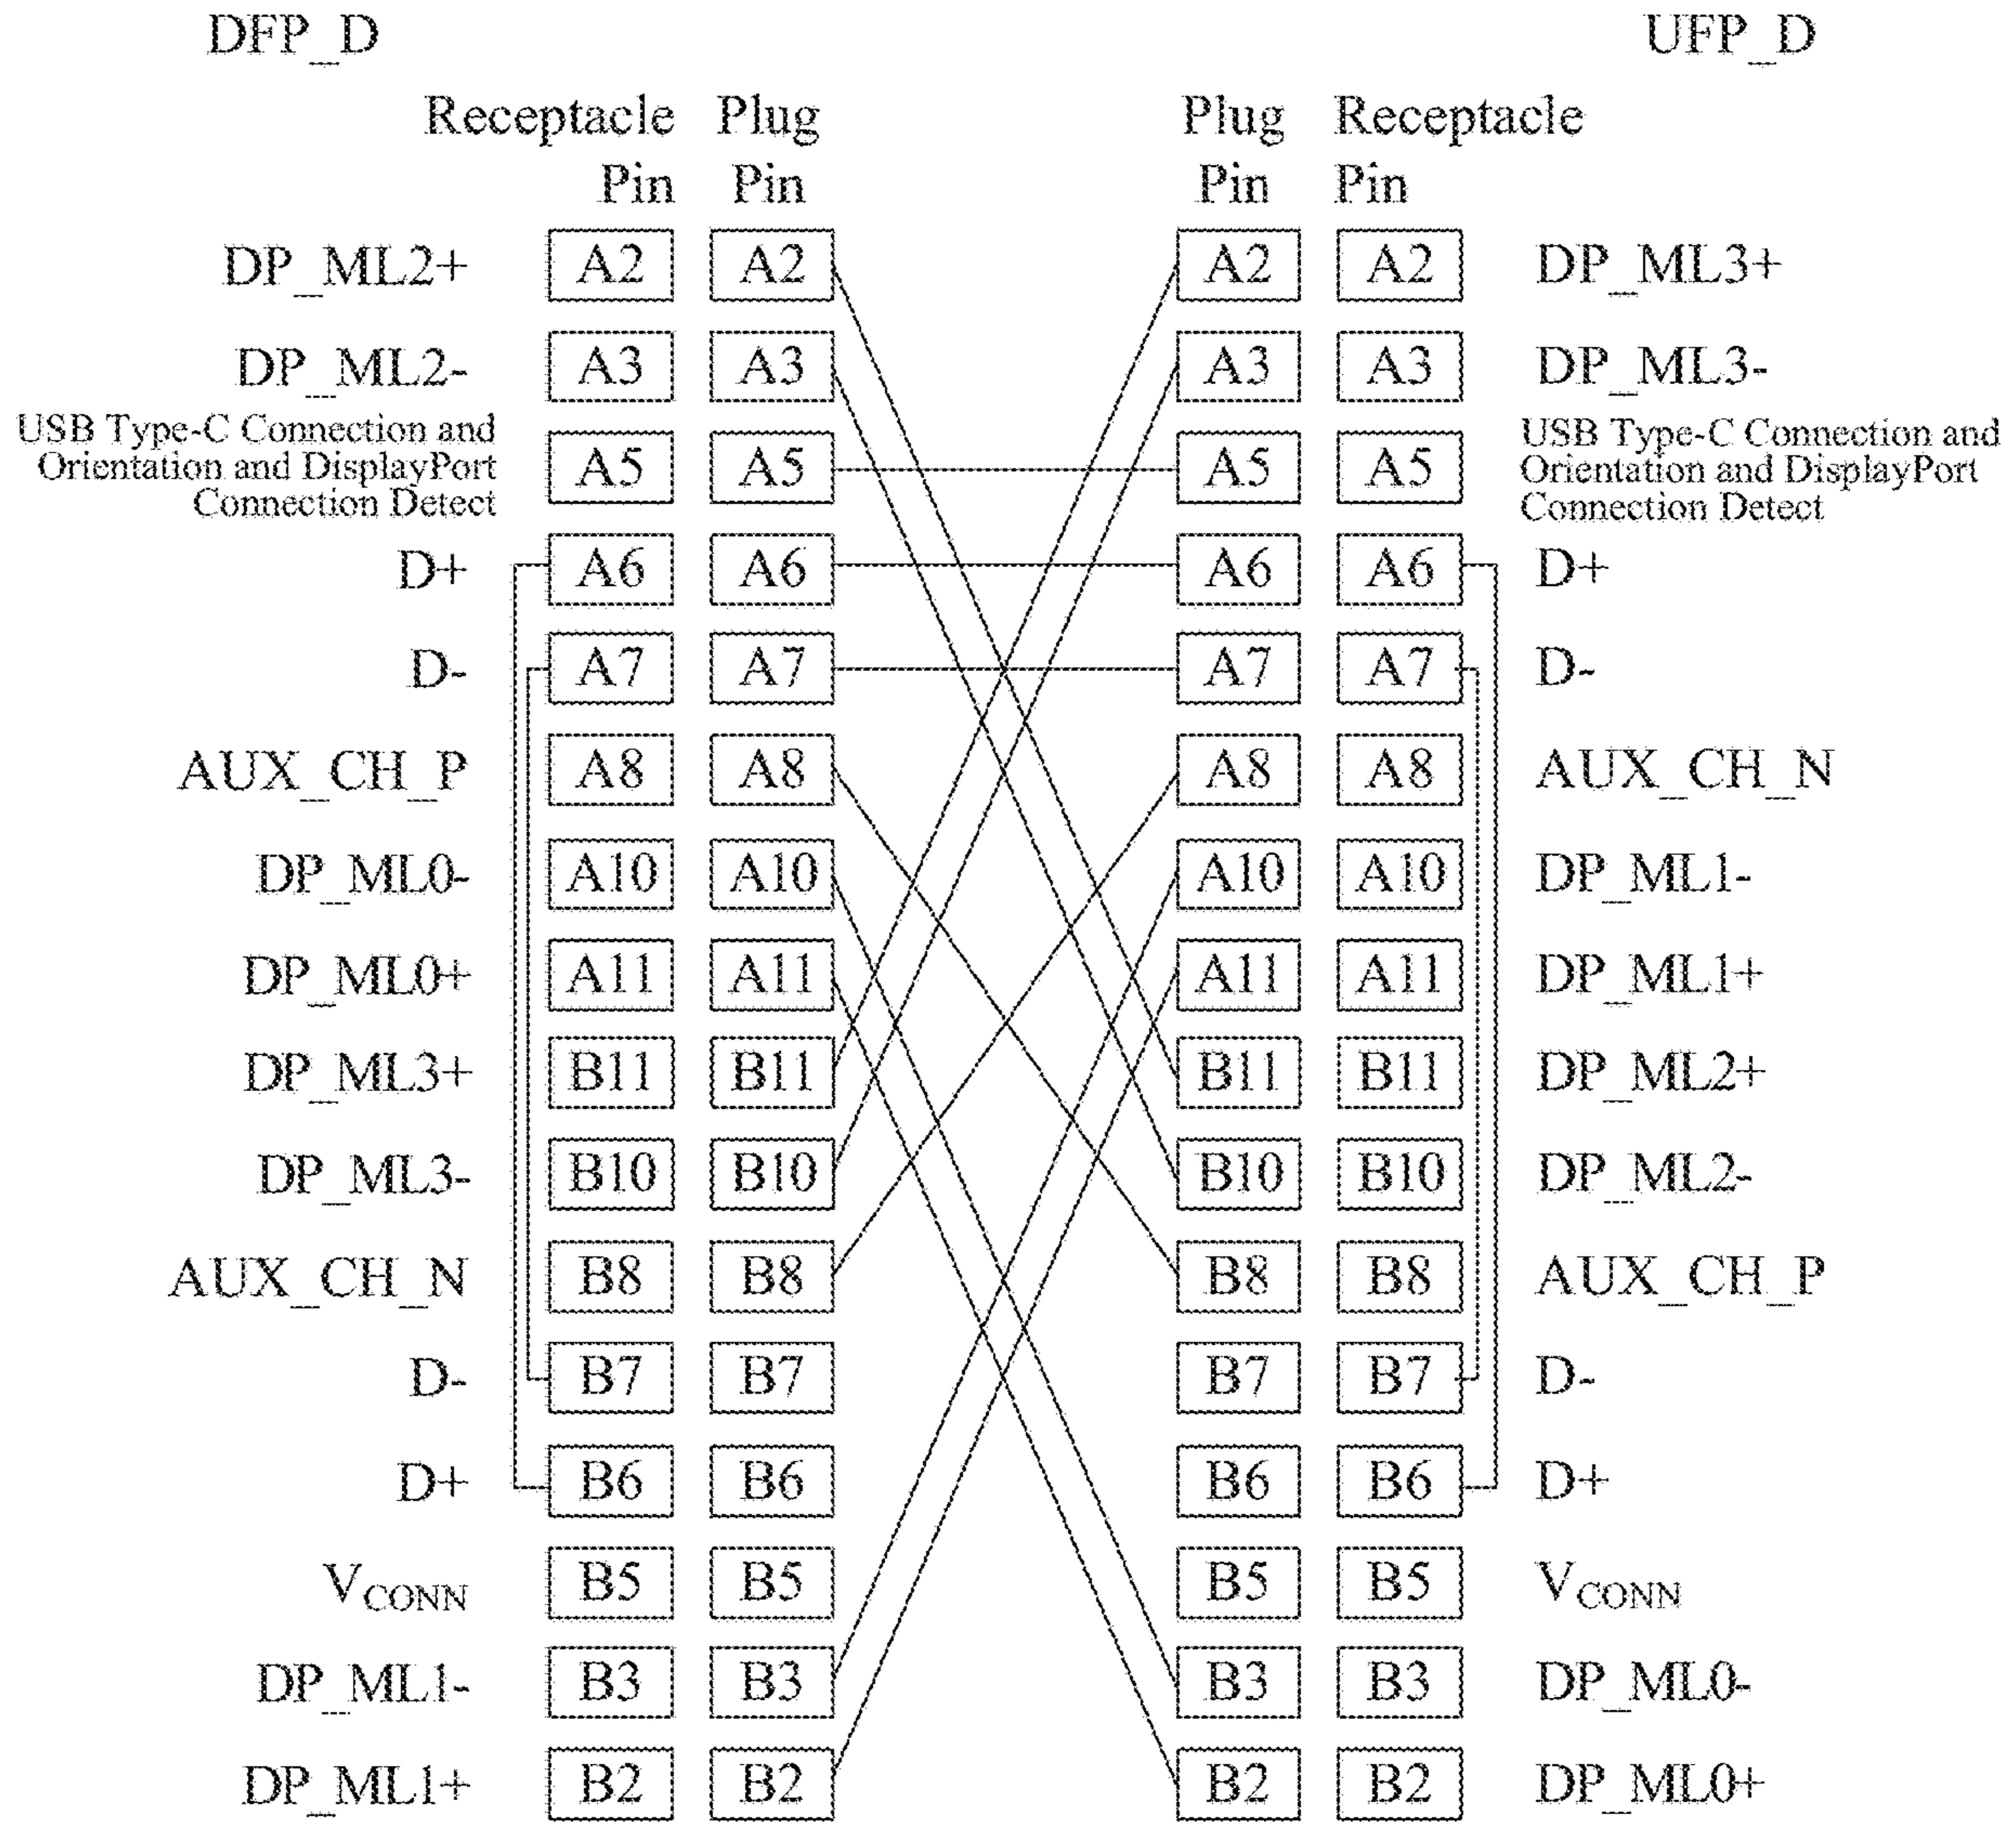 DFP_D UFP_D
Receptacle Plug Plug Receptacle
Pin Pin Pin Pin
DP_ML2+ A2 A2 A2 A2 DP_ML3+
DP_ML2- A3 A3 A3 A3 DP_ML3-
USB Type-C Connection and
Orientation and DisplayPort
Connection Detect
A5 A5 A5 A5
USB Type-C Connection and
Orientation and DisplayPort
Connection Detect
D+ A6 A6 A6 A6 D+
D- A7 A7 A7 A7 D-
AUX_CH_P A8 A8 A8 A8 AUX_CH_N
DP_ML0- A10 A10 A10 A10 DP_ML1-
DP_ML0+ A11 A11 A11 A11 DP_ML1+
DP_ML3+ B11 B11 B11 B11 DP_ML2+
DP_ML3- B10 B10 B10 B10 DP_ML2-
AUX_CH_N B8 B8 B8 B8 AUX_CH_P
D- B7 B7 B7 B7 D-
D+ B6 B6 B6 B6 D+
VCONN B5 B5 B5 B5 VCONN
DP_ML1- B3 B3 B3 B3 DP_ML0-
DP_ML1+ B2 B2 B2 B2 DP_ML0+